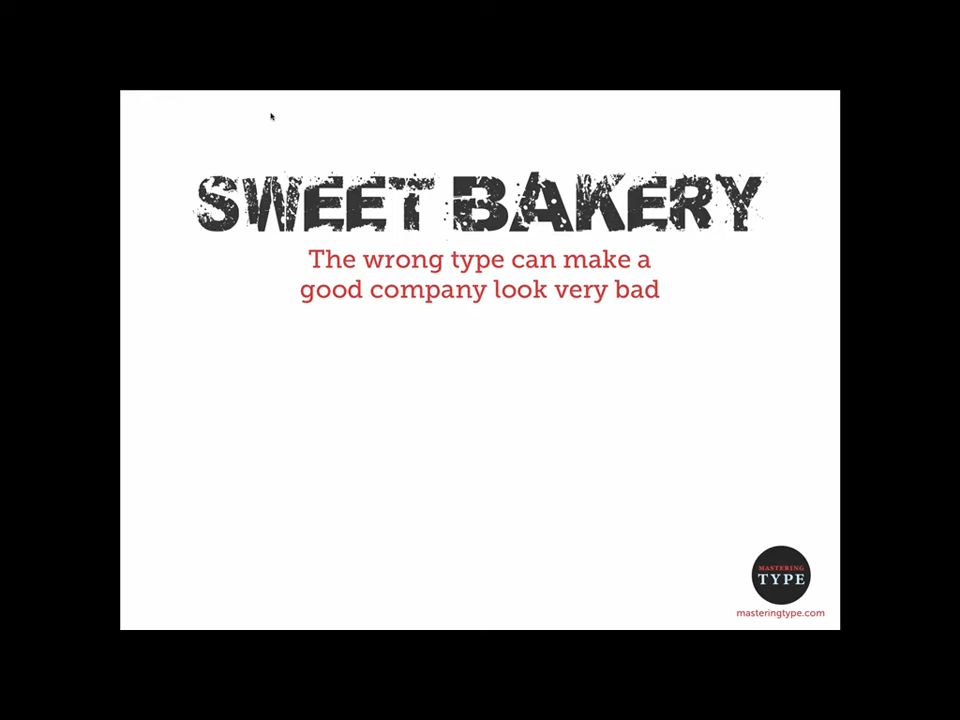 SWEET BAKERY
The wrong type can make a
good company look very bad
MASTERING
TYPE
masteringtype.com